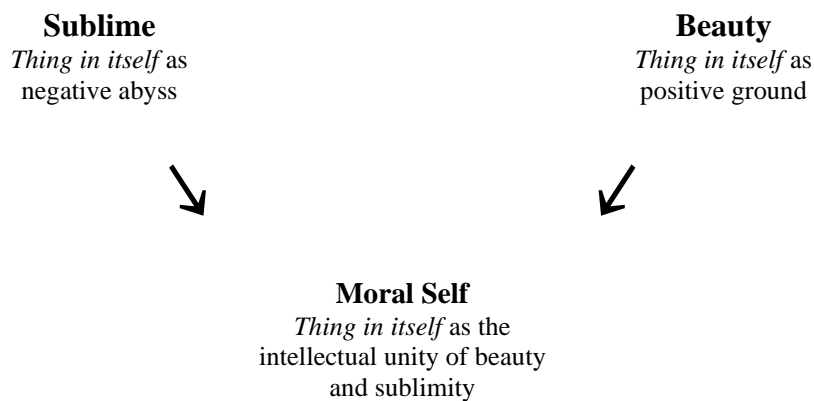 Sublime
Thing in itself as
negative abyss
Beauty
Thing in itself as
positive ground
Moral Self
Thing in itself as the
intellectual unity of beauty
and sublimity